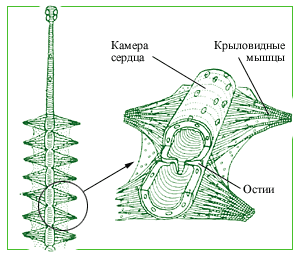 Камера
сердца
Крыловидные
мышцы
Остии